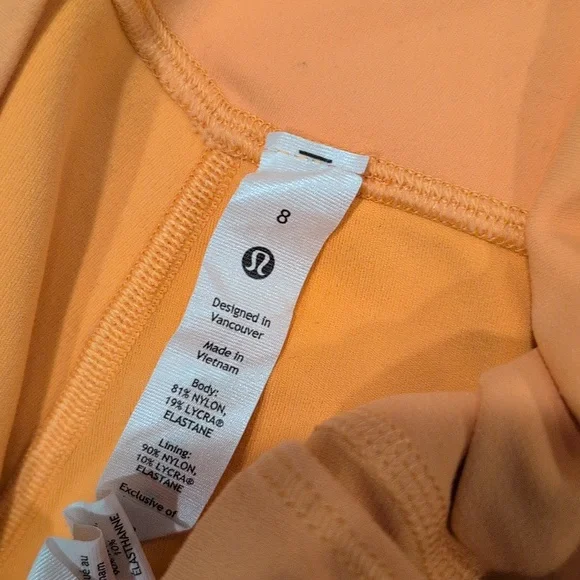 8
Designed in
Vancouver
Made in
Vietnam
Body:
81% NYLON,
19% LYCRA®
ELASTANE
Lining:
90% NYLON,
10% LYCRA®
ELASTANE
Exclusive of
ELASTHANNE